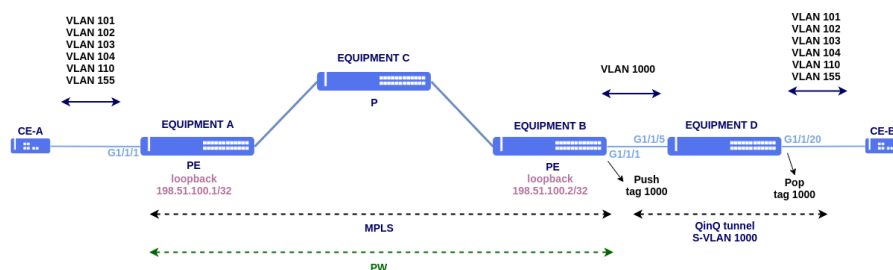 VLAN 101
VLAN 102
VLAN 103
VLAN 104
VLAN 110
VLAN 155
EQUIPMENT C
P
VLAN 1000
VLAN 101
VLAN 102
VLAN 103
VLAN 104
VLAN 110
VLAN 155
CE-A
G1/1/1
EQUIPMENT A
PE
loopback
198.51.100.1/32
EQUIPMENT B
PE
loopback
198.51.100.2/32
G1/1/5
G1/1/1
EQUIPMENT D
G1/1/20
CE-B
Push
tag 1000
Pop
tag 1000
MPLS
QinQ tunnel
S-VLAN 1000
PW